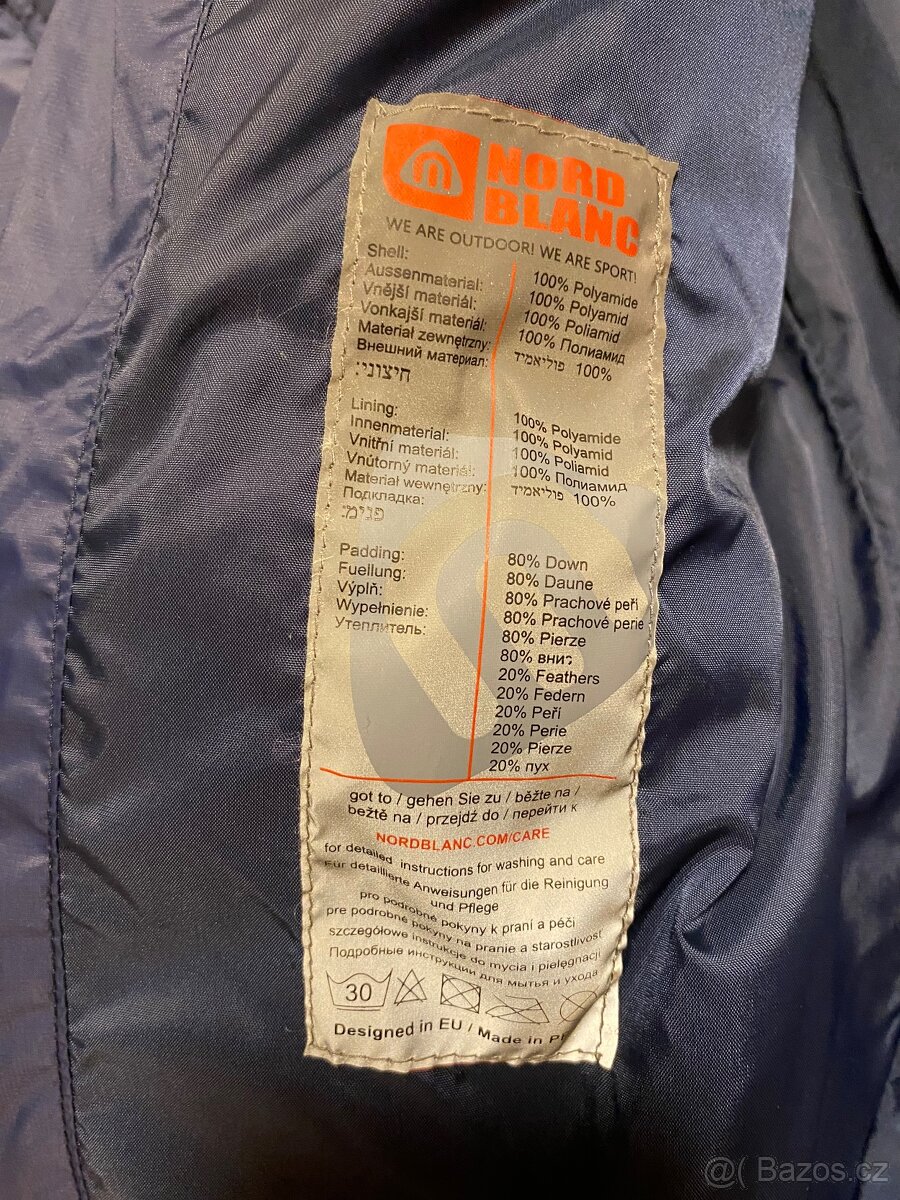 NORD
BLANC
WE ARE OUTDOOR! WE ARE SPORT!
Shell: 100% Polyamide
Aussenmaterial: 100% Polyamid
Vnější materiál: 100% Poliamid
Vonkajší materiál: 100% Полиамид
Materiał zewnętrzny: פוליאמיד 100%
Внешний материал:
חיצוני:
Lining: 100% Polyamide
Innenmaterial: 100% Polyamid
Vnitřní materiál: 100% Poliamid
Vnútorný materiál: 100% Полиамид
Materiał wewnętrzny: פוליאמיד 100%
Подкладка:
פנימ:
Padding: 80% Down
Fuellung: 80% Daune
Výplň: 80% Prachové peří
Wypełnienie: 80% Prachové perie
Утеплитель: 80% Pierze
80% вниз
20% Feathers
20% Federn
20% Peří
20% Perie
20% Pierze
20% пух
got to / gehen Sie zu / běžte na /
bežtě na / przejdź do / перейти к
NORDBLANC.COM/CARE
for detailed instructions for washing and care
Für detaillierte Anweisungen für die Reinigung
und Pflege
pro podrobné pokyny k praní a péči
pre podrobné pokyny na pranie a starostlivosť
szczegółowe instrukcje do mycia i pielęgnacji
Подробные инструкции для мытья и ухода
30
Designed in EU / Made in
@( Bazos.cz